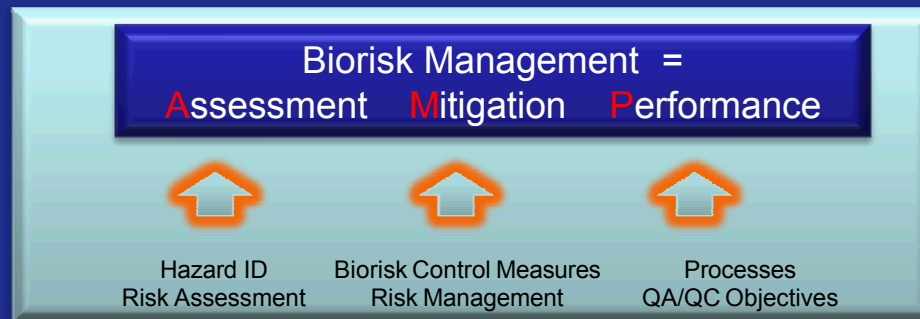 Biorisk Management =
Assessment Mitigation Performance
Hazard ID
Risk Assessment
Biorisk Control Measures
Risk Management
Processes
QA/QC Objectives